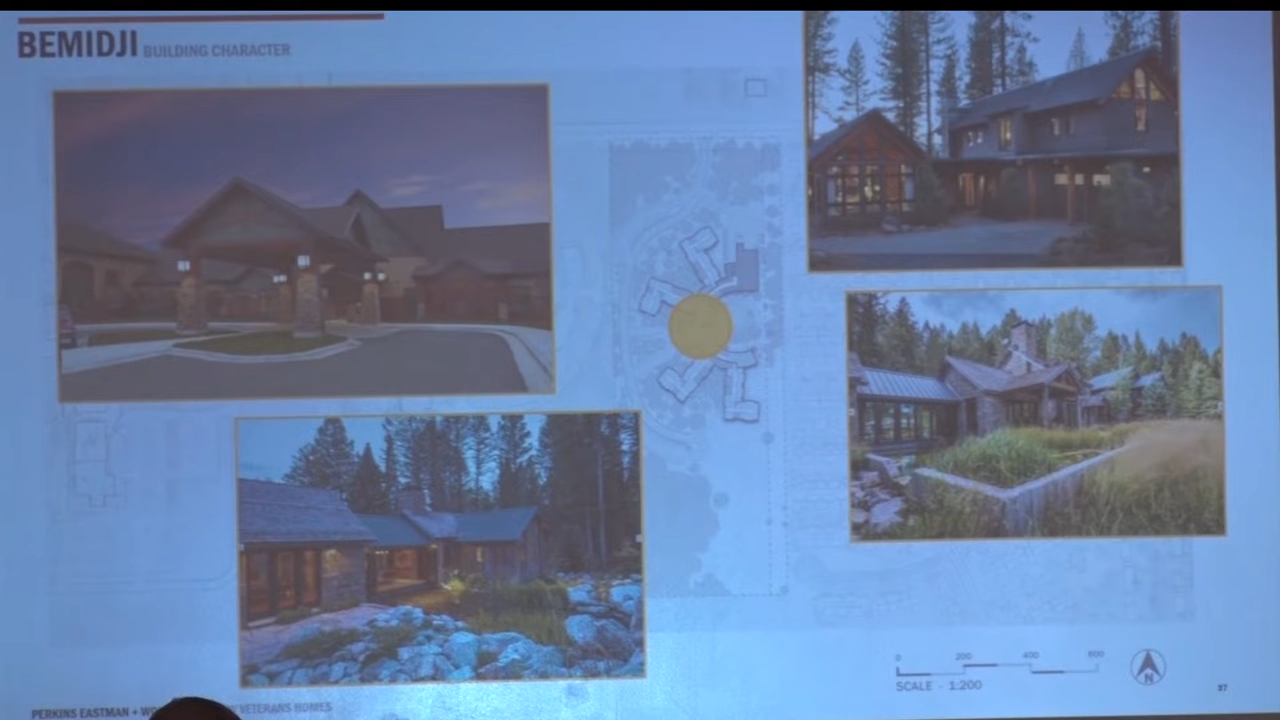 BEMIDJI BUILDING CHARACTER
0 200 400 600
SCALE - 1:200
N
37
PERKINS EASTMAN + VETERANS HOMES